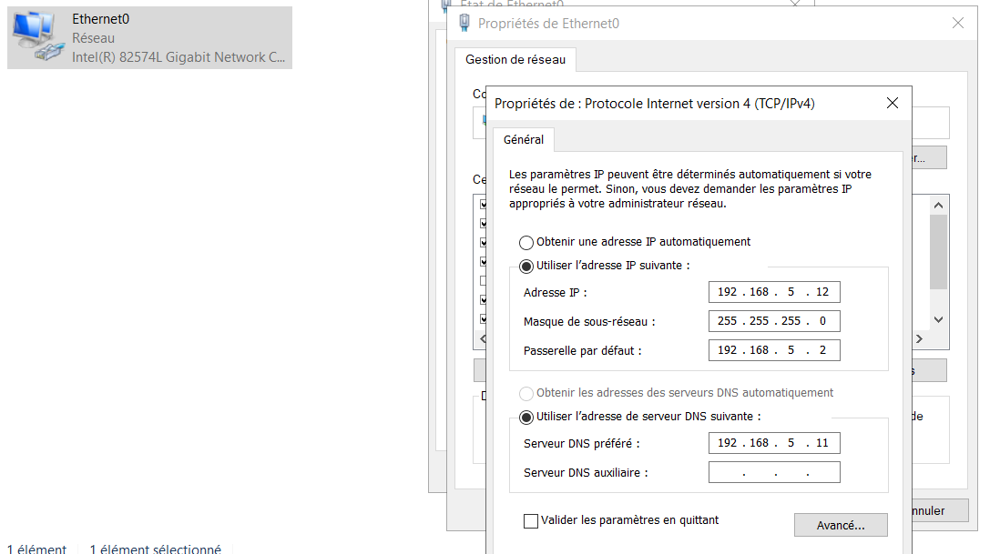 Ethernet0
Réseau
Intel(R) 82574L Gigabit Network C...
État de Ethernet0
Propriétés de Ethernet0
Gestion de réseau
Co
Propriétés de : Protocole Internet version 4 (TCP/IPv4)
Général
r...
Ce
Les paramètres IP peuvent être déterminés automatiquement si votre
réseau le permet. Sinon, vous devez demander les paramètres IP
appropriés à votre administrateur réseau.
Obtenir une adresse IP automatiquement
Utiliser l'adresse IP suivante :
Adresse IP : 192 . 168 . 5 . 12
Masque de sous-réseau : 255 . 255 . 255 . 0
Passerelle par défaut : 192 . 168 . 5 . 2
s
Obtenir les adresses des serveurs DNS automatiquement
D
Utiliser l'adresse de serveur DNS suivante :
de
Serveur DNS préféré : 192 . 168 . 5 . 11
Serveur DNS auxiliaire : . . .
Valider les paramètres en quittant
Avancé...
nnuler
1 élément 1 élément sélectionné